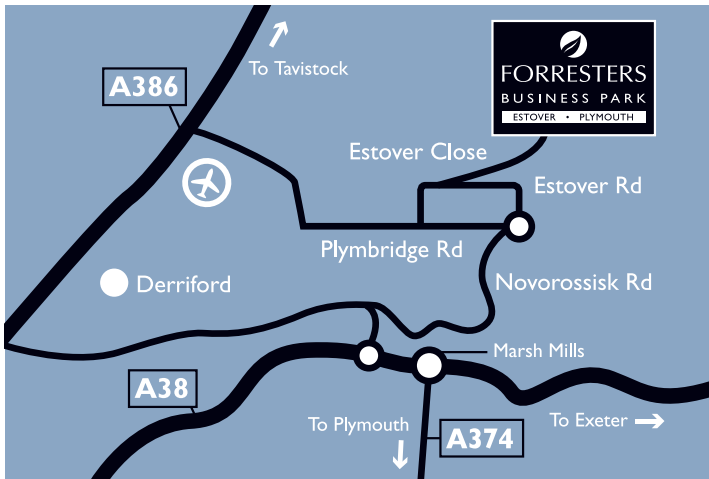 To Tavistock
A386
FORRESTERS
BUSINESS PARK
ESTOVER • PLYMOUTH
Estover Close
Estover Rd
Plymbridge Rd
Derriford
Novorossisk Rd
Marsh Mills
A38
To Plymouth
A374
To Exeter